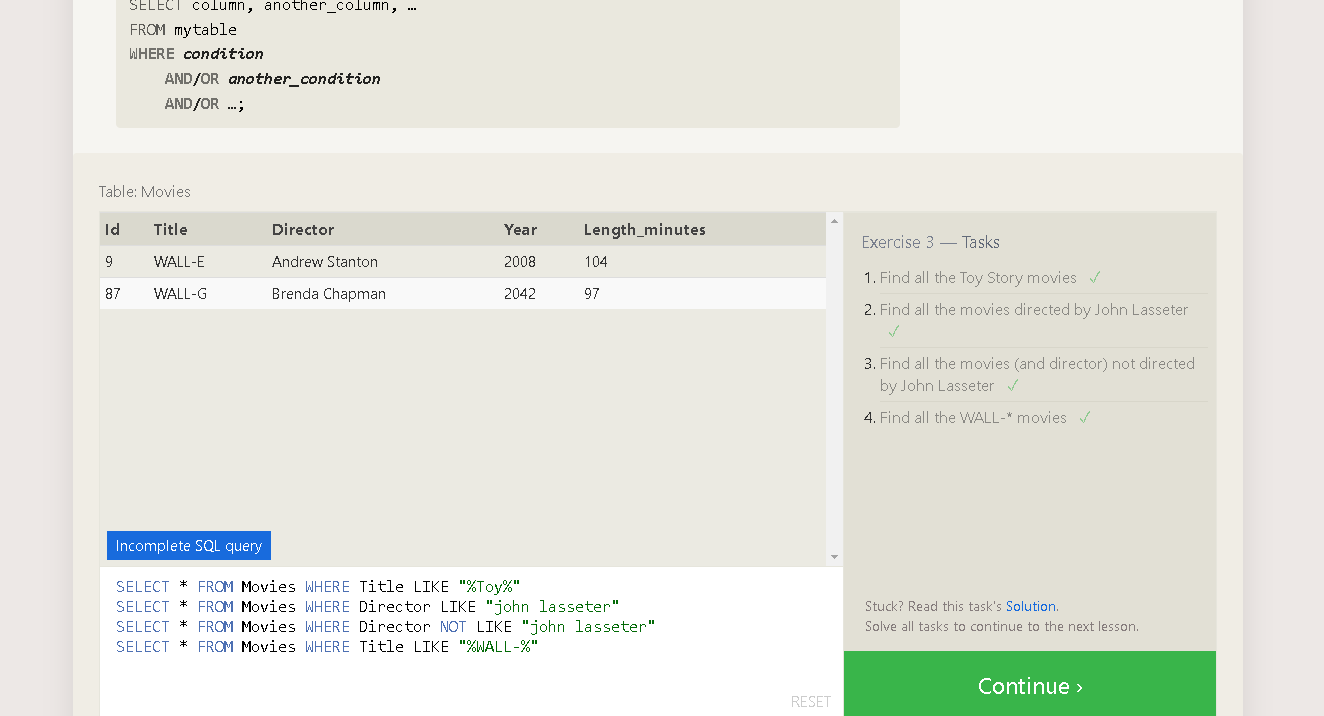 SELECT column, another_column, …
FROM mytable
WHERE condition
AND/OR another_condition
AND/OR …;
Table: Movies
Id Title Director Year Length_minutes
9 WALL-E Andrew Stanton 2008 104
87 WALL-G Brenda Chapman 2042 97
Incomplete SQL query
SELECT * FROM Movies WHERE Title LIKE "%Toy%"
SELECT * FROM Movies WHERE Director LIKE "john lasseter"
SELECT * FROM Movies WHERE Director NOT LIKE "john lasseter"
SELECT * FROM Movies WHERE Title LIKE "%WALL-%"
RESET
Exercise 3 — Tasks
1. Find all the Toy Story movies ✓
2. Find all the movies directed by John Lasseter
✓
3. Find all the movies (and director) not directed
by John Lasseter ✓
4. Find all the WALL-* movies ✓
Stuck? Read this task's Solution.
Solve all tasks to continue to the next lesson.
Continue ›